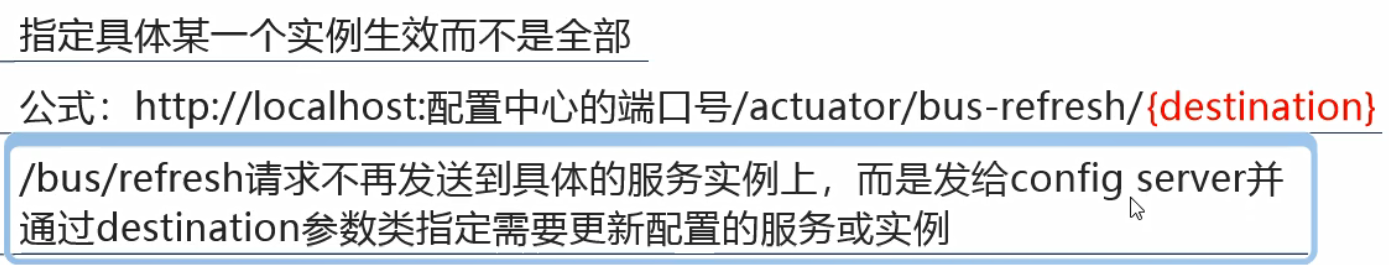 指定具体某一个实例生效而不是全部
公式：http://localhost:配置中心的端口号/actuator/bus-refresh/{destination}
/bus/refresh请求不再发送到具体的服务实例上，而是发给config server并
通过destination参数类指定需要更新配置的服务或实例